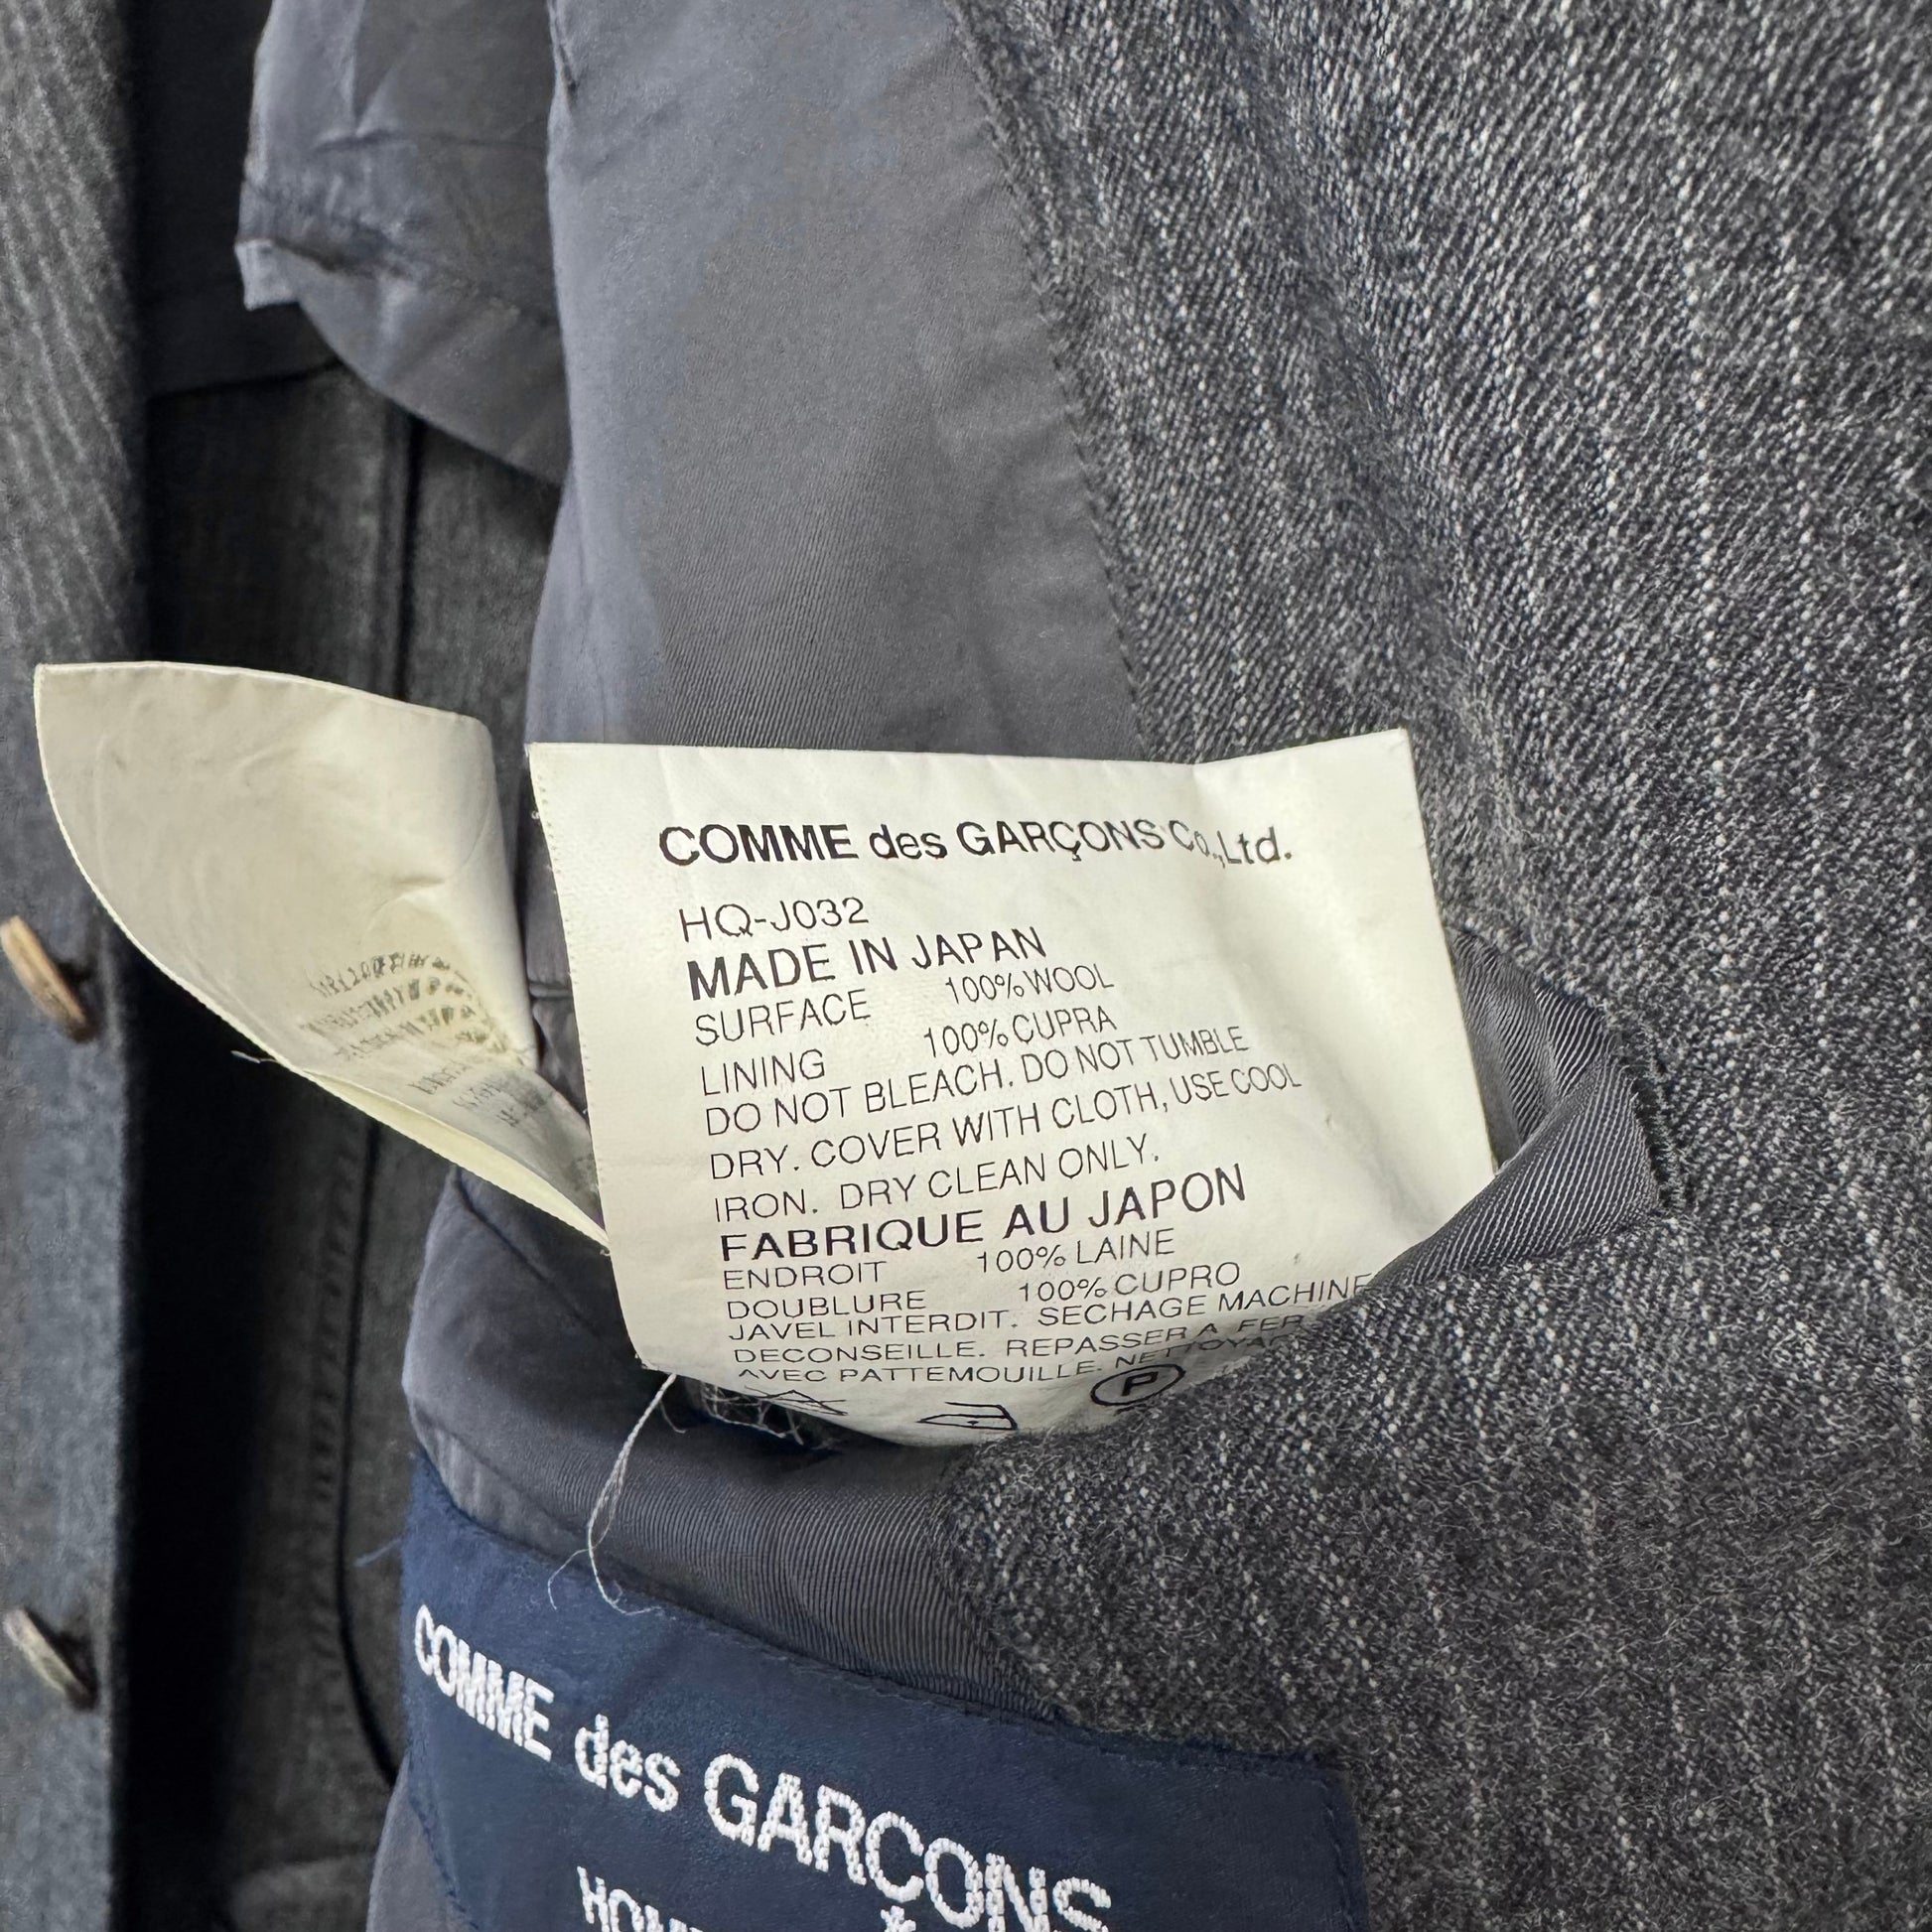 COMME des GARÇONS Co.,Ltd.
HQ-J032
MADE IN JAPAN
SURFACE 100% WOOL
LINING 100% CUPRA
DO NOT BLEACH. DO NOT TUMBLE
DRY. COVER WITH CLOTH, USE COOL
IRON. DRY CLEAN ONLY.
FABRIQUE AU JAPON
ENDROIT 100% LAINE
DOUBLURE 100% CUPRO
JAVEL INTERDIT. SECHAGE MACHINE
DECONSEILLE. REPASSER A FER
AVEC PATTEMOUILLE.
P
COMME des GARÇONS